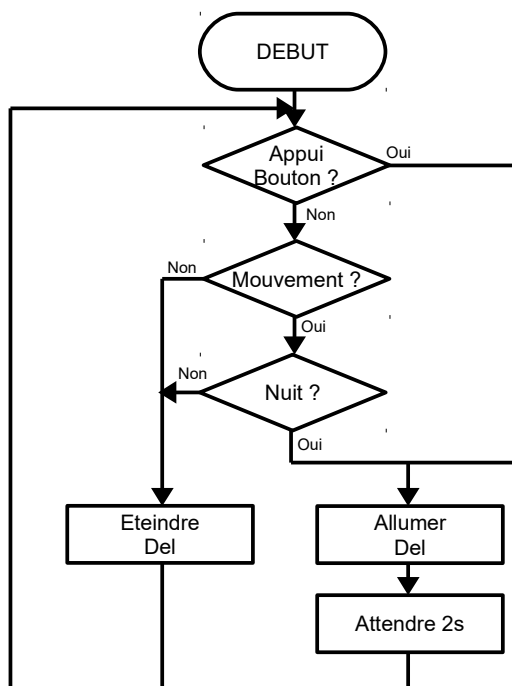 DEBUT
Appui
Bouton ?
Oui
Non
Non
Mouvement ?
Oui
Non
Nuit ?
Oui
Eteindre
Del
Allumer
Del
Attendre 2s